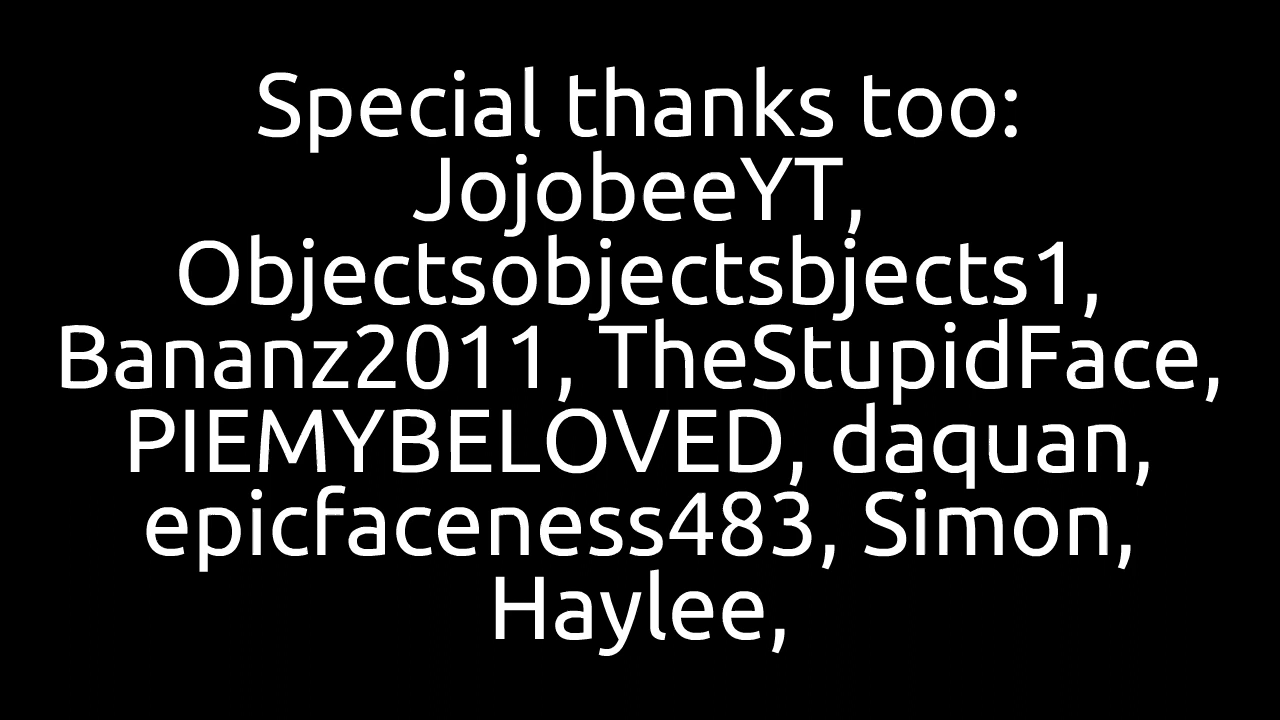 Special thanks too:
JojobeeYT,
Objectsobjectsbjects1,
Bananz2011, TheStupidFace,
PIEMYBELOVED, daquan,
epicfaceness483, Simon,
Haylee,